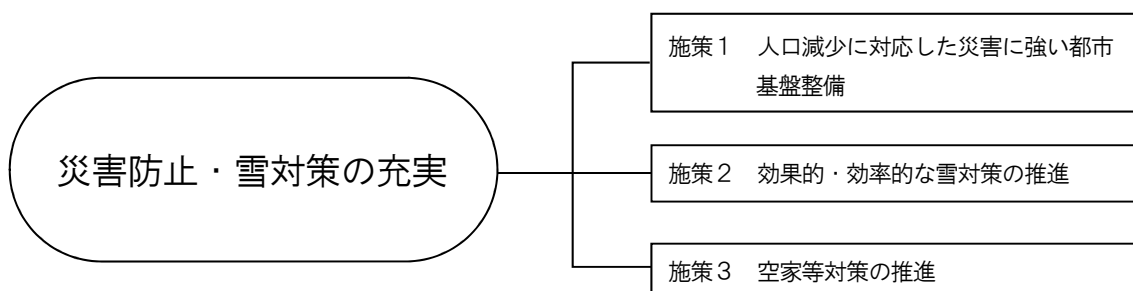 災害防止・雪対策の充実
施策1　人口減少に対応した災害に強い都市
基盤整備
施策2　効果的・効率的な雪対策の推進
施策3　空家等対策の推進